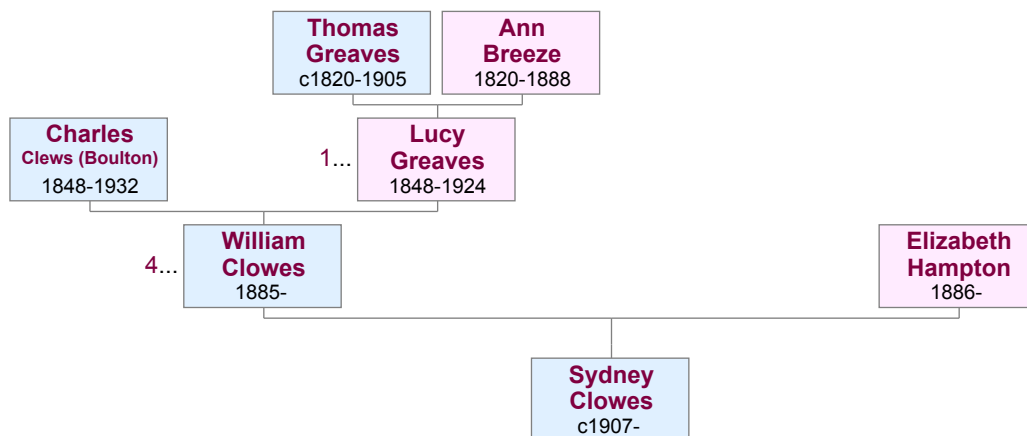 Thomas
Greaves
c1820-1905
Ann
Breeze
1820-1888
Charles
Clews (Boulton)
1848-1932
1...
Lucy
Greaves
1848-1924
4...
William
Clowes
1885-
Elizabeth
Hampton
1886-
Sydney
Clowes
c1907-